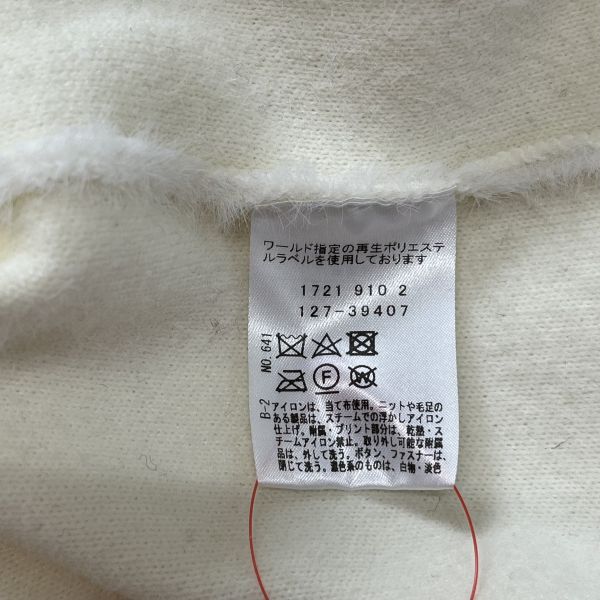 ワールド指定の再生ポリエステ
ルラベルを使用しております
1721 910 2
127-39407
B-2 NO.641
F
W
アイロンは、当て布使用。ニットや毛足の
ある製品は、スチームでの浮かしアイロン
仕上げ。附属・プリント部分は、乾熱・ス
チームアイロン禁止。取り外し可能な附属
品は、外して洗う。ボタン、ファスナーは、
閉じて洗う。濃色系のものは、白物・淡色